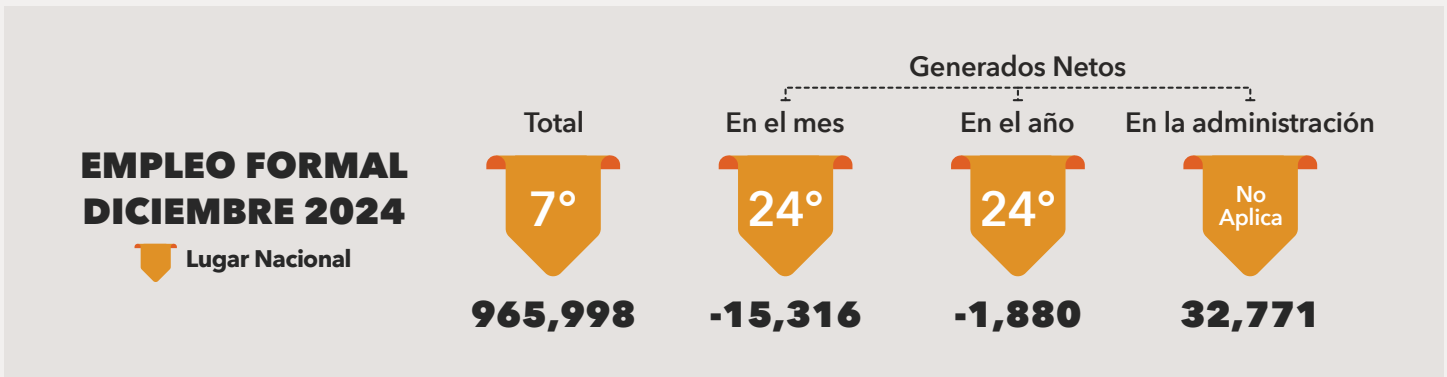 Generados Netos
Total
En el mes
En el año
En la administración
EMPLEO FORMAL
DICIEMBRE 2024
Lugar Nacional
7°
24°
24°
No
Aplica
965,998
-15,316
-1,880
32,771